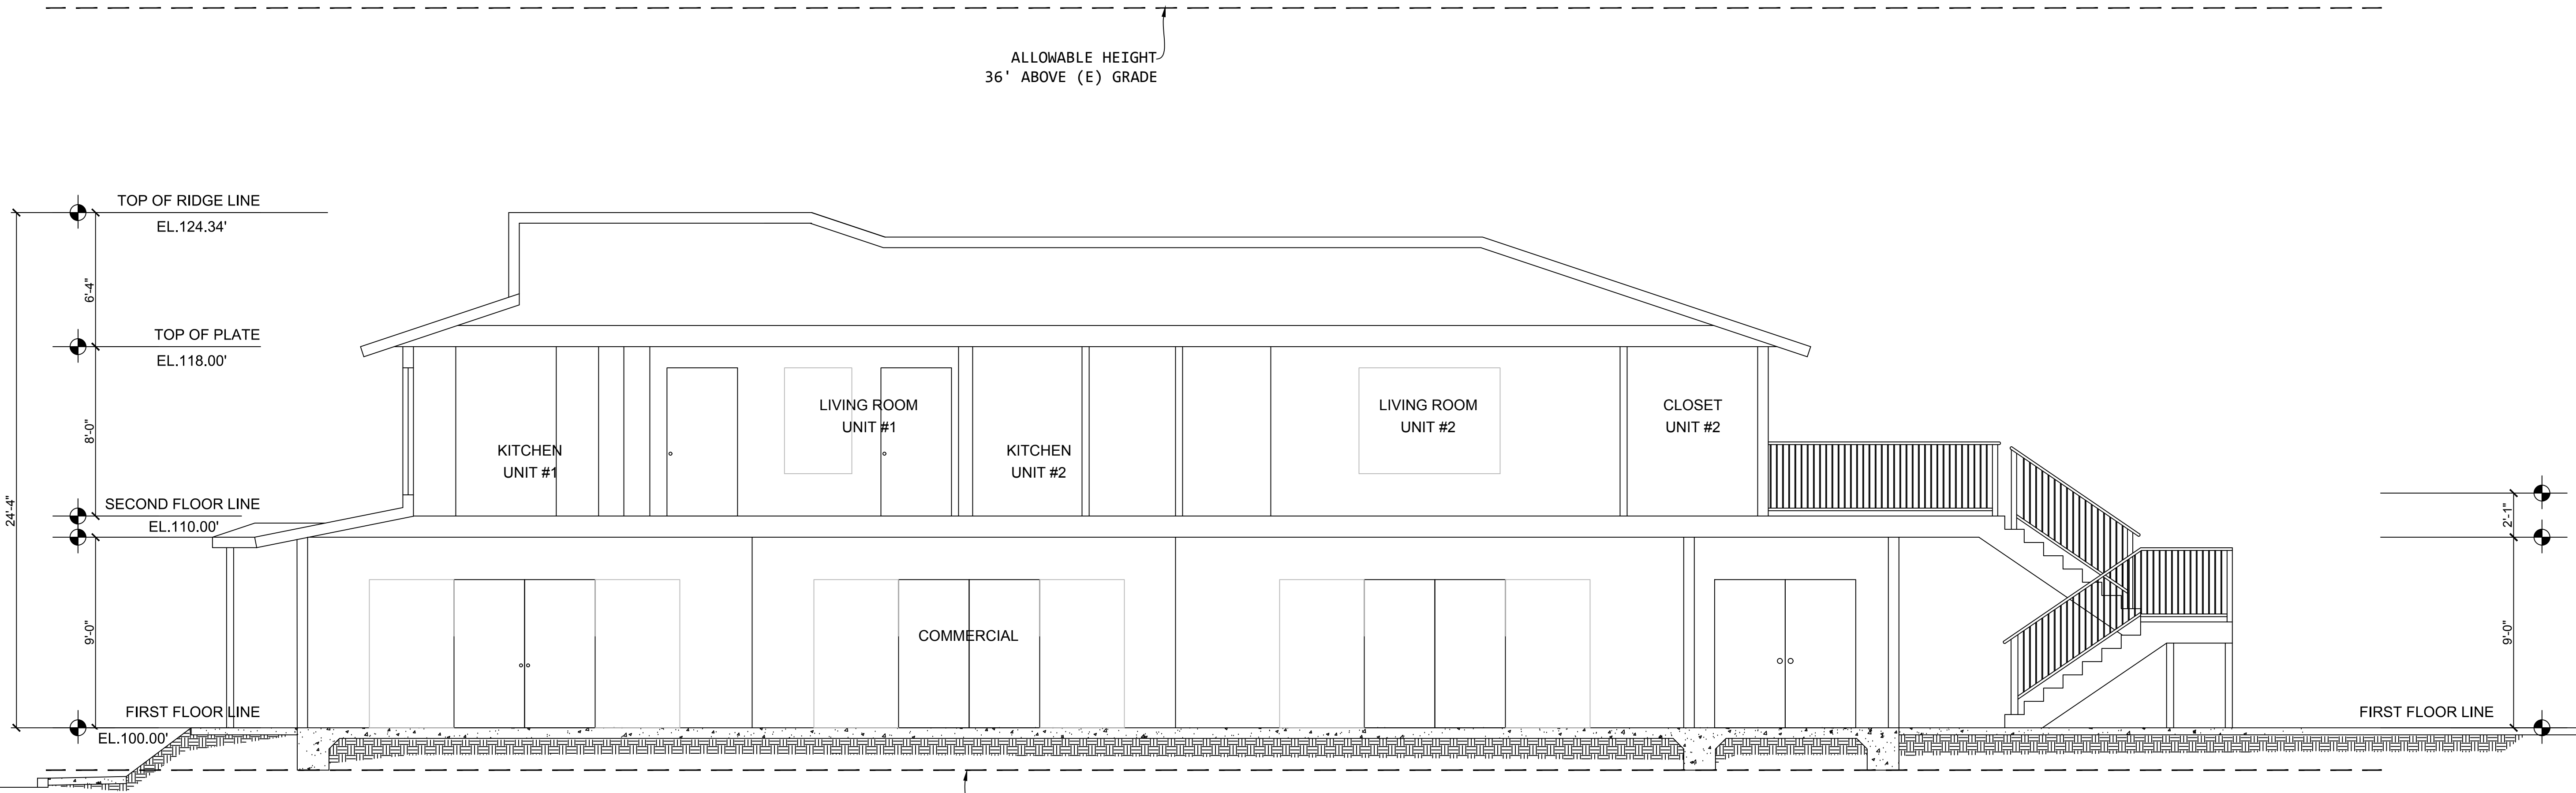 ALLOWABLE HEIGHT
36' ABOVE (E) GRADE
TOP OF RIDGE LINE
EL.124.34'
6'-4"
TOP OF PLATE
EL.118.00'
8'-0"
24'-4"
SECOND FLOOR LINE
EL.110.00'
9'-0"
FIRST FLOOR LINE
EL.100.00'
KITCHEN
UNIT #1
LIVING ROOM
UNIT #1
KITCHEN
UNIT #2
LIVING ROOM
UNIT #2
CLOSET
UNIT #2
COMMERCIAL
2'-1"
9'-0"
FIRST FLOOR LINE